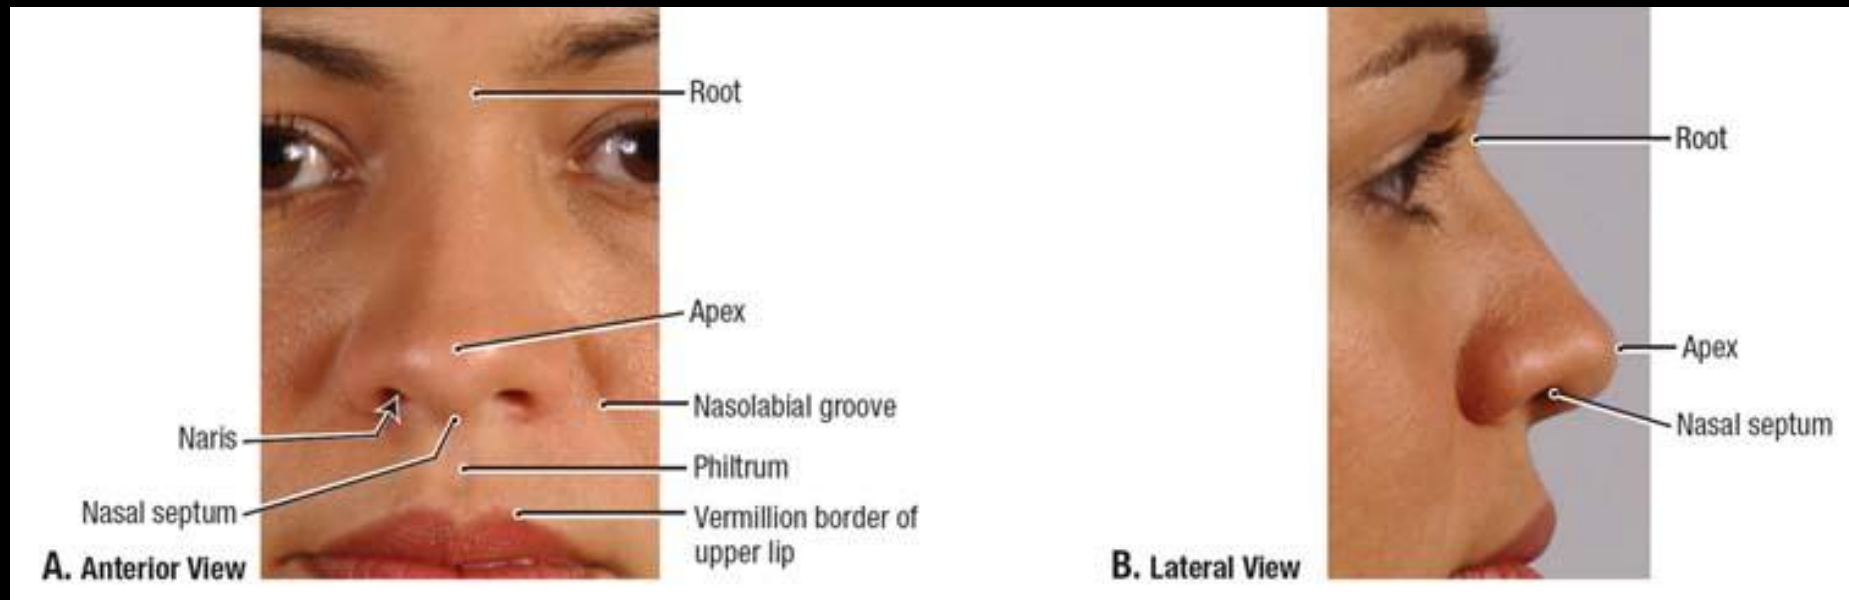 Root
Apex
Nasolabial groove
Philtrum
Vermillion border of
upper lip
Naris
Nasal septum
A. Anterior View
Root
Apex
Nasal septum
B. Lateral View